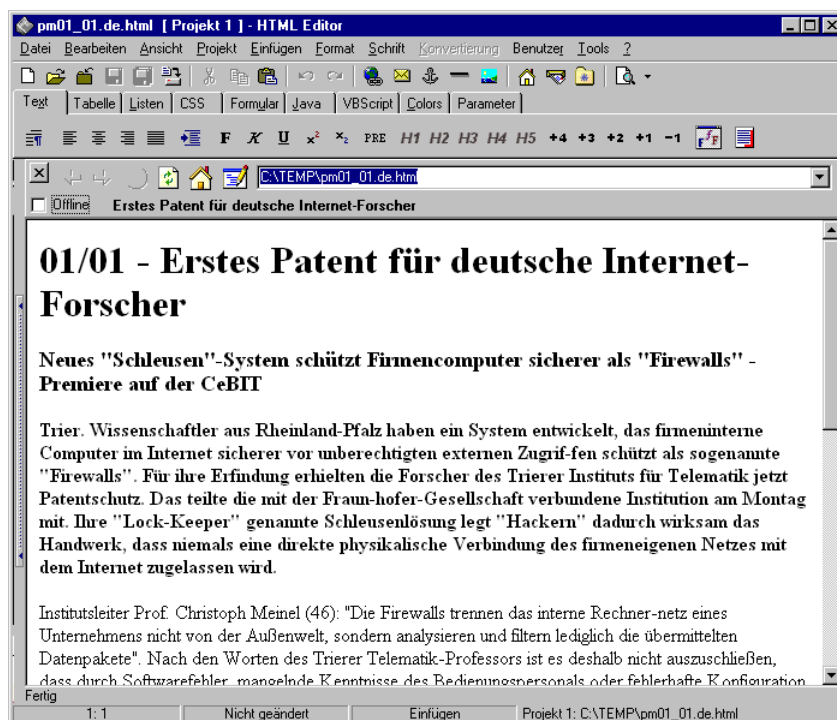 pm01_01.de.html [ Projekt 1 ] - HTML Editor
Datei Bearbeiten Ansicht Projekt Einfügen Format Schrift Konvertierung Benutzer Tools ?
Text Tabelle Listen CSS Formular Java VBScript Colors Parameter
F K U x² x₂ PRE H1 H2 H3 H4 H5 +4 +3 +2 +1 -1
C:\TEMP\pm01_01.de.html
Offline Erstes Patent für deutsche Internet-Forscher
01/01 - Erstes Patent für deutsche Internet-
Forscher
Neues "Schleusen"-System schützt Firmencomputer sicherer als "Firewalls" -
Premiere auf der CeBIT
Trier. Wissenschaftler aus Rheinland-Pfalz haben ein System entwickelt, das firmeninterne
Computer im Internet sicherer vor unberechtigten externen Zugrif-fen schützt als sogenannte
"Firewalls". Für ihre Erfindung erhielten die Forscher des Trierer Instituts für Telematik jetzt
Patentschutz. Das teilte die mit der Fraun-hofer-Gesellschaft verbundene Institution am Montag
mit. Ihre "Lock-Keeper" genannte Schleusenlösung legt "Hackern" dadurch wirksam das
Handwerk, dass niemals eine direkte physikalische Verbindung des firmeneigenen Netzes mit
dem Internet zugelassen wird.
Institutsleiter Prof. Christoph Meinel (46): "Die Firewalls trennen das interne Rechner-netz eines
Unternehmens nicht von der Außenwelt, sondern analysieren und filtern lediglich die übermittelten
Datenpakete". Nach den Worten des Trierer Telematik-Professors ist es deshalb nicht auszuschließen,
dass durch Softwarefehler, mangelnde Kenntnisse des Bedienungspersonals oder fehlerhafte Konfiguration
Fertig
1: 1 Nicht geändert Einfügen Projekt 1: C:\TEMP\pm01_01.de.html